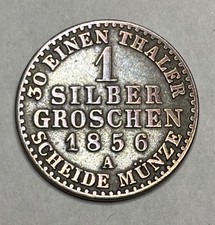 30 EINEN THALER
1
SILBER
GROSCHEN
1856
A
SCHEIDE MÜNZE